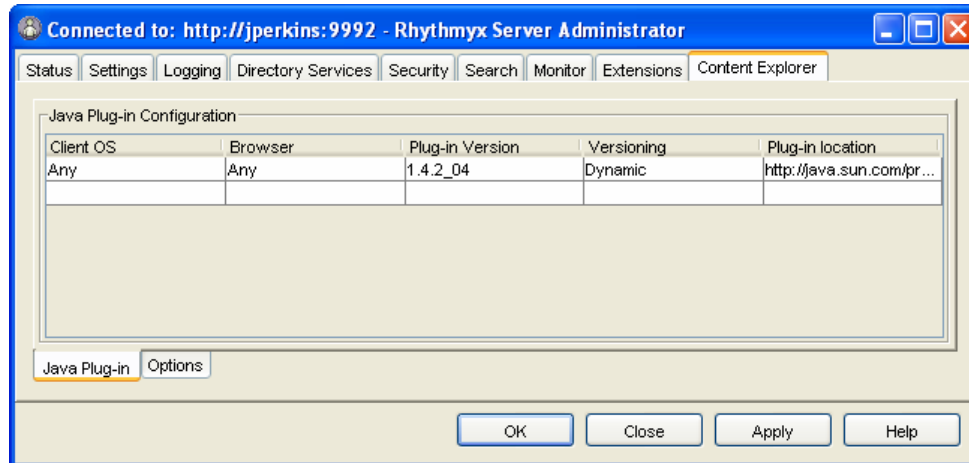 Connected to: http://jperkins:9992 - Rhythmyx Server Administrator
Status Settings Logging Directory Services Security Search Monitor Extensions Content Explorer
Java Plug-in Configuration
Client OS Browser Plug-in Version Versioning Plug-in location
Any Any 1.4.2_04 Dynamic http://java.sun.com/pr...
Java Plug-in Options
OK Close Apply Help